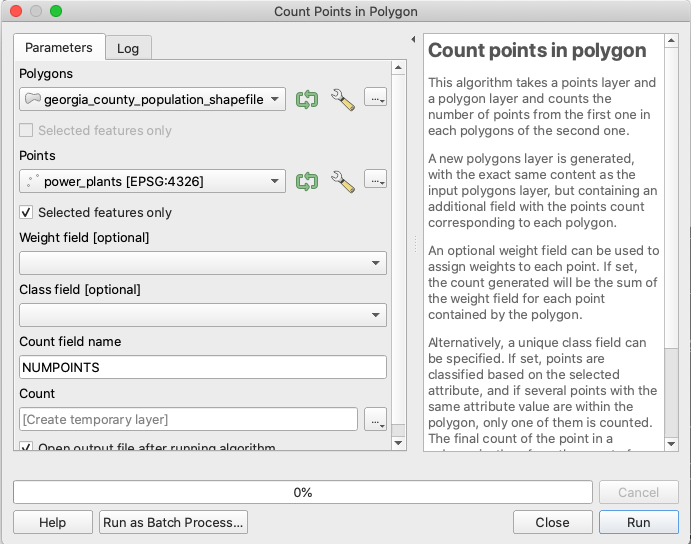 Count Points in Polygon
Parameters
Log
Polygons
georgia_county_population_shapefile
...
Selected features only
Points
power_plants [EPSG:4326]
...
Selected features only
Weight field [optional]
Class field [optional]
Count field name
NUMPOINTS
Count
[Create temporary layer]
...
Open output file after running algorithm
Count points in polygon
This algorithm takes a points layer and
a polygon layer and counts the
number of points from the first one in
each polygons of the second one.
A new polygons layer is generated,
with the exact same content as the
input polygons layer, but containing an
additional field with the points count
corresponding to each polygon.
An optional weight field can be used to
assign weights to each point. If set,
the count generated will be the sum of
the weight field for each point
contained by the polygon.
Alternatively, a unique class field can
be specified. If set, points are
classified based on the selected
attribute, and if several points with the
same attribute value are within the
polygon, only one of them is counted.
The final count of the point in a
0%
Cancel
Help
Run as Batch Process...
Close
Run